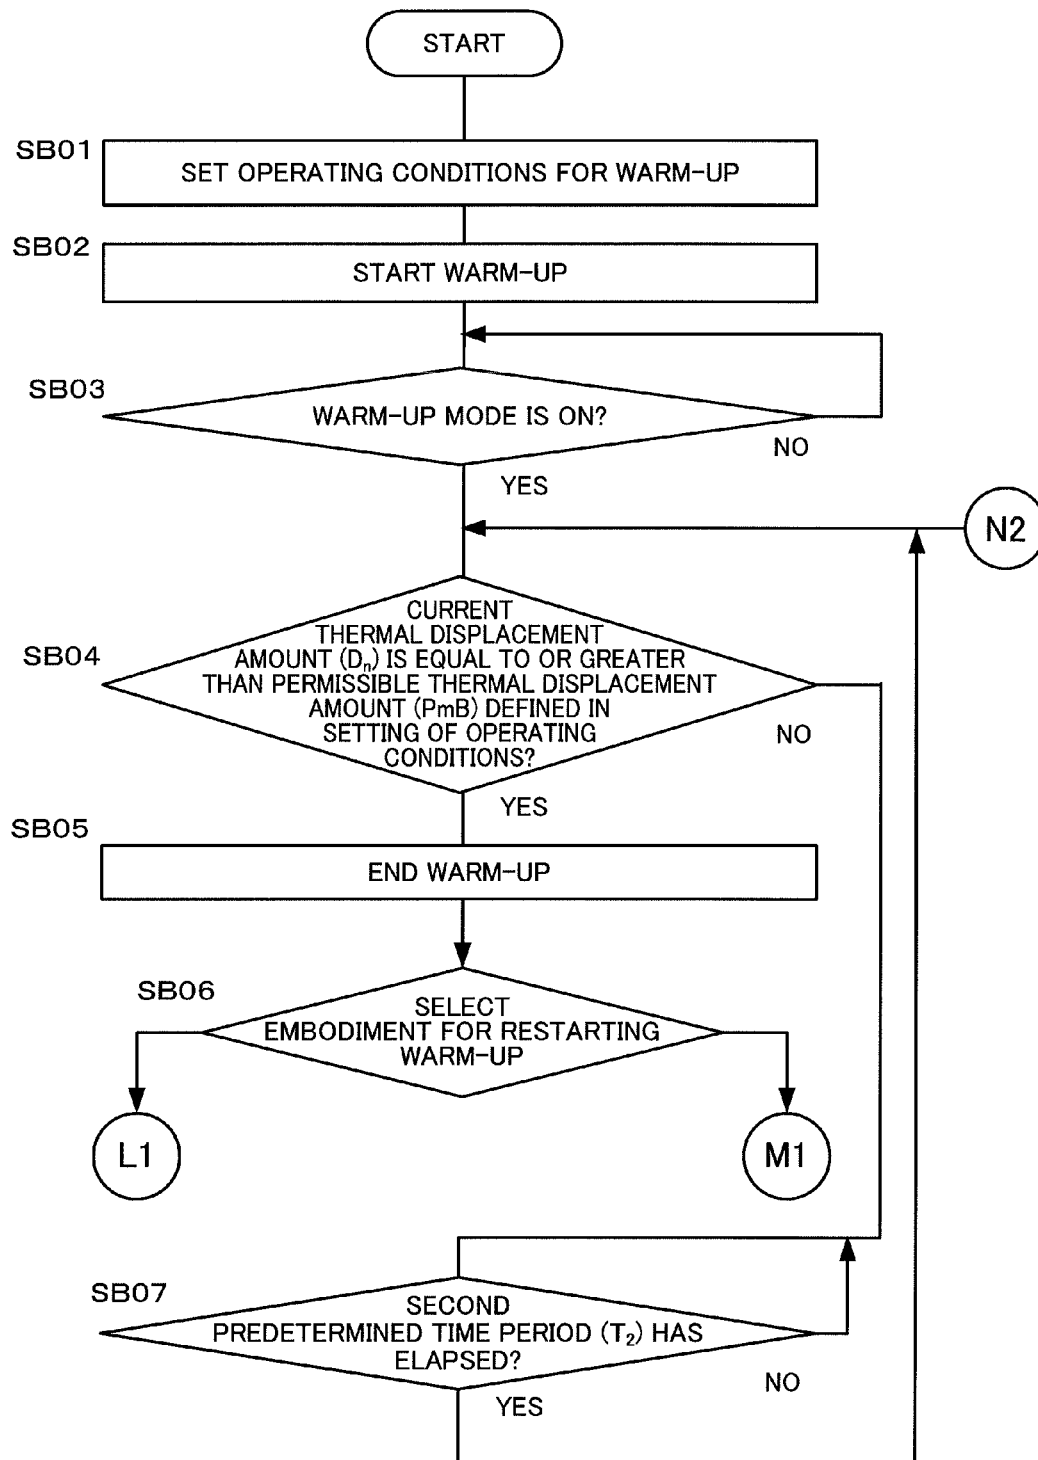 START
SB01
SET OPERATING CONDITIONS FOR WARM-UP
SB02
START WARM-UP
SB03
WARM-UP MODE IS ON?
NO
YES
N2
SB04
CURRENT
THERMAL DISPLACEMENT
AMOUNT (Dn) IS EQUAL TO OR GREATER
THAN PERMISSIBLE THERMAL DISPLACEMENT
AMOUNT (PmB) DEFINED IN
SETTING OF OPERATING
CONDITIONS?
NO
YES
SB05
END WARM-UP
SB06
SELECT
EMBODIMENT FOR RESTARTING
WARM-UP
L1
M1
SB07
SECOND
PREDETERMINED TIME PERIOD (T2) HAS
ELAPSED?
NO
YES